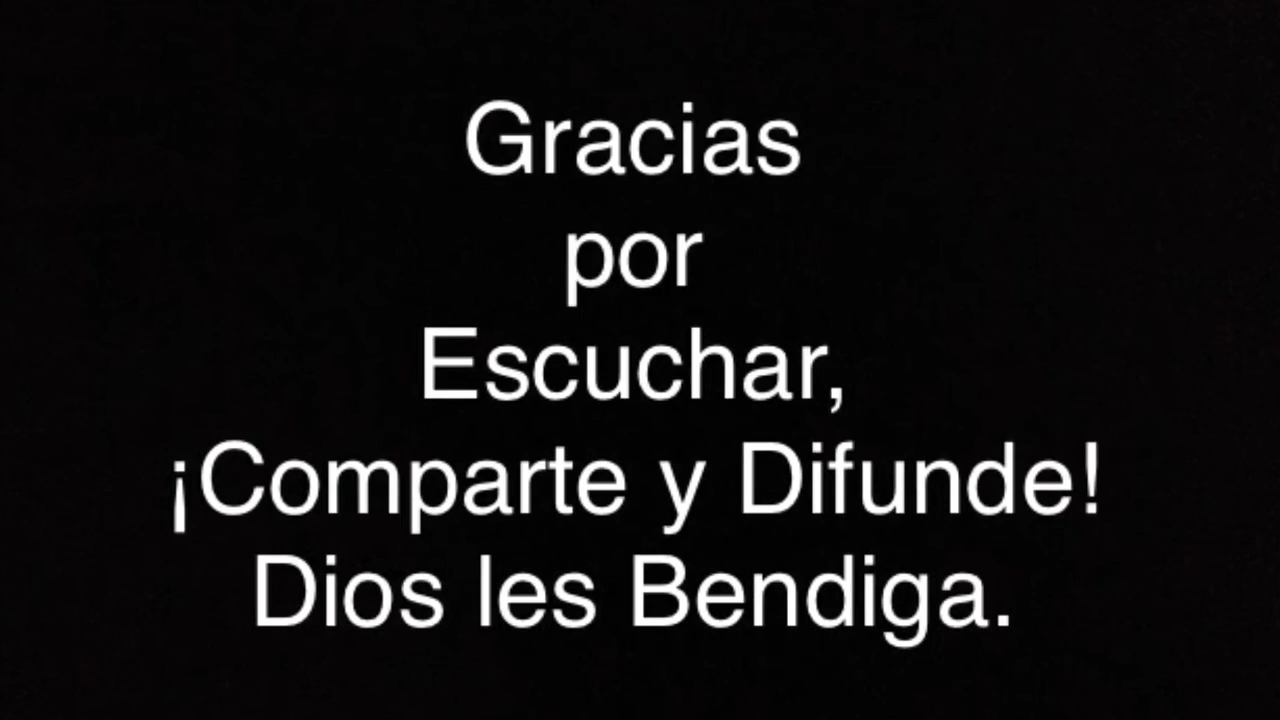 Gracias
por
Escuchar,
¡Comparte y Difunde!
Dios les Bendiga.